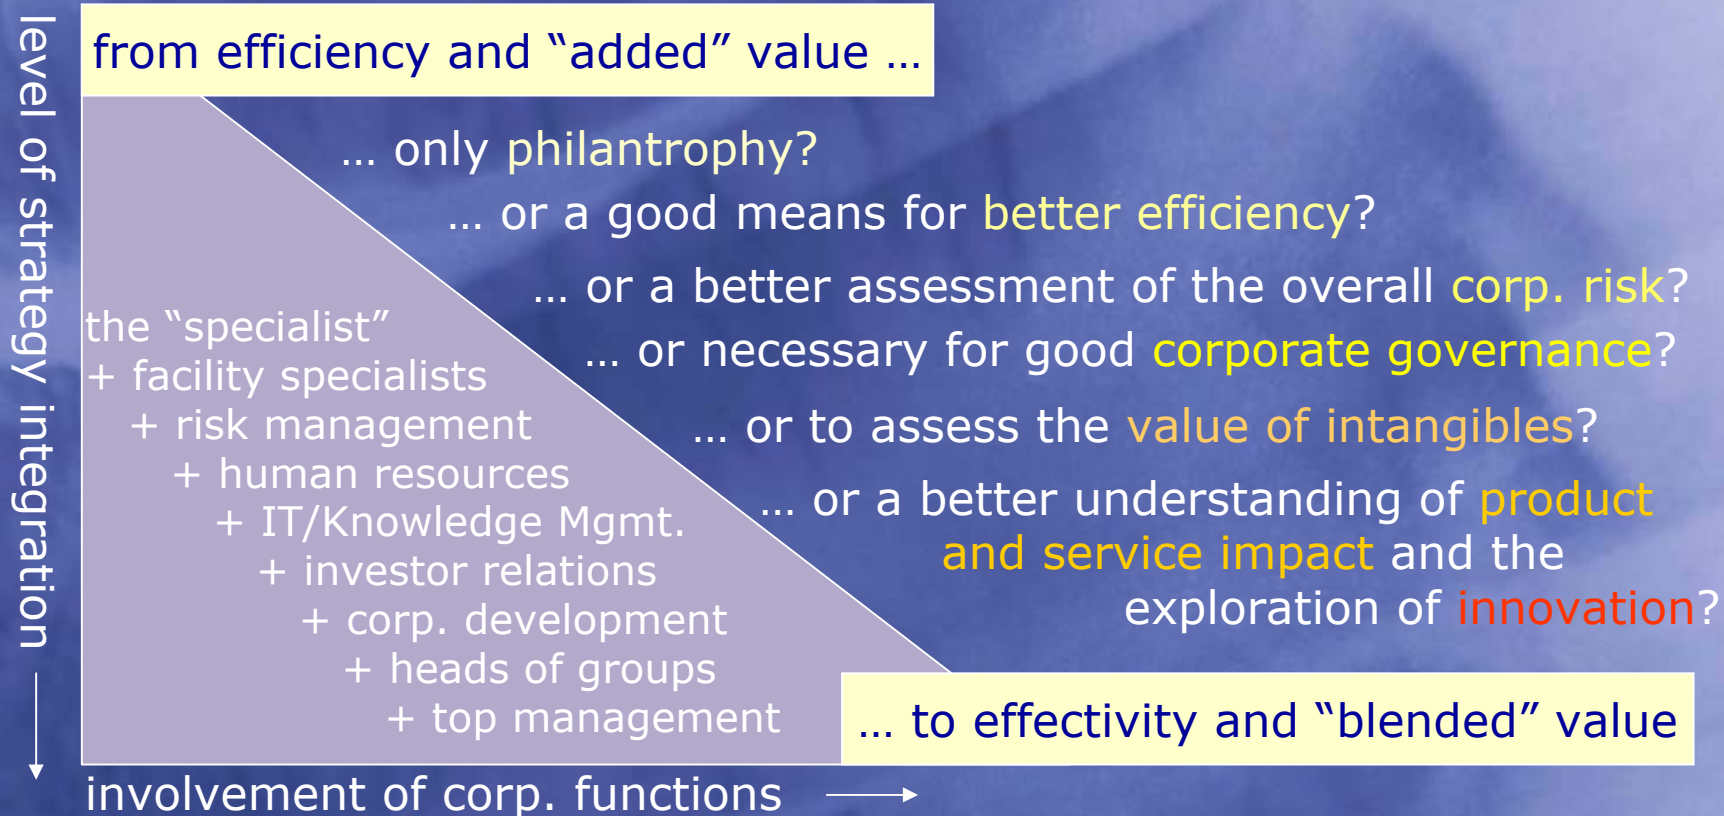 level of strategy integration
from efficiency and “added” value …
… only philantrophy?
… or a good means for better efficiency?
… or a better assessment of the overall corp. risk?
… or necessary for good corporate governance?
… or to assess the value of intangibles?
… or a better understanding of product
and service impact and the
exploration of innovation?
the “specialist”
+ facility specialists
+ risk management
+ human resources
+ IT/Knowledge Mgmt.
+ investor relations
+ corp. development
+ heads of groups
+ top management
… to effectivity and “blended” value
involvement of corp. functions